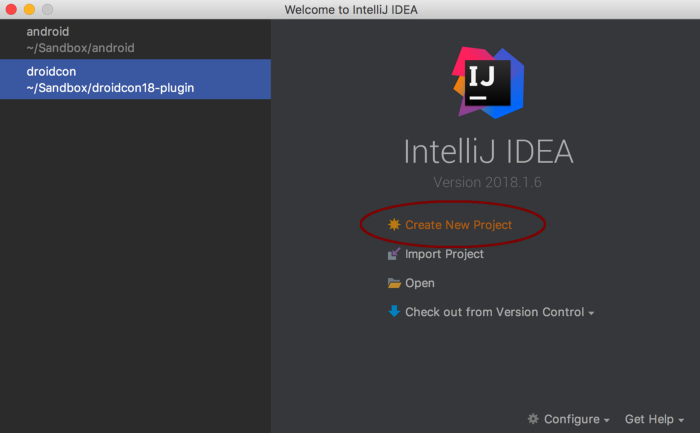 Welcome to IntelliJ IDEA
android
~/Sandbox/android
droidcon
~/Sandbox/droidcon18-plugin
IJ
IntelliJ IDEA
Version 2018.1.6
Create New Project
Import Project
Open
Check out from Version Control
Configure
Get Help